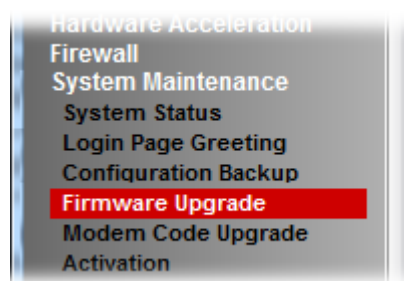 Hardware Acceleration
Firewall
System Maintenance
System Status
Login Page Greeting
Configuration Backup
Firmware Upgrade
Modem Code Upgrade
Activation